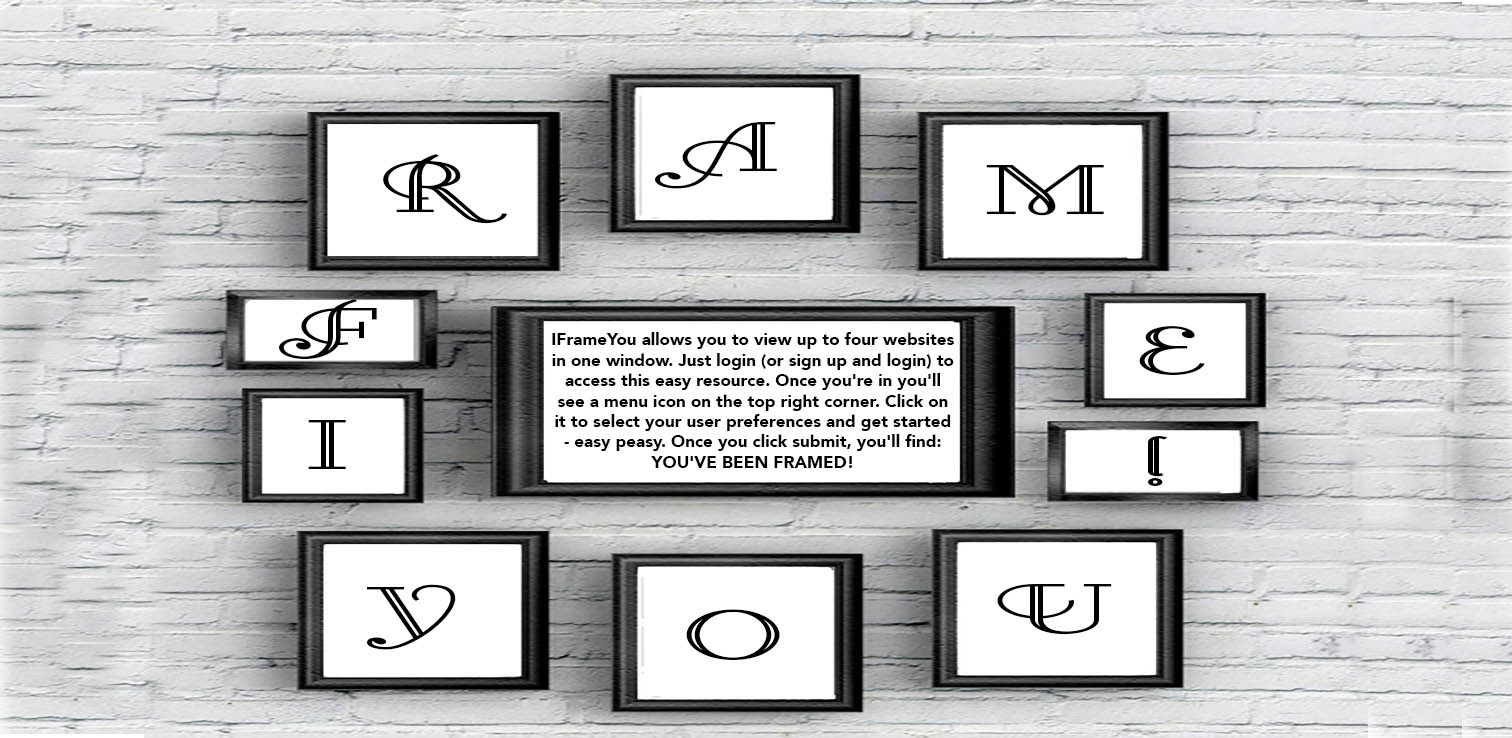 R
A
M
F
E
I
!
IFrameYou allows you to view up to four websites
in one window. Just login (or sign up and login) to
access this easy resource. Once you're in you'll
see a menu icon on the top right corner. Click on
it to select your user preferences and get started
- easy peasy. Once you click submit, you'll find:
YOU'VE BEEN FRAMED!
Y
O
U